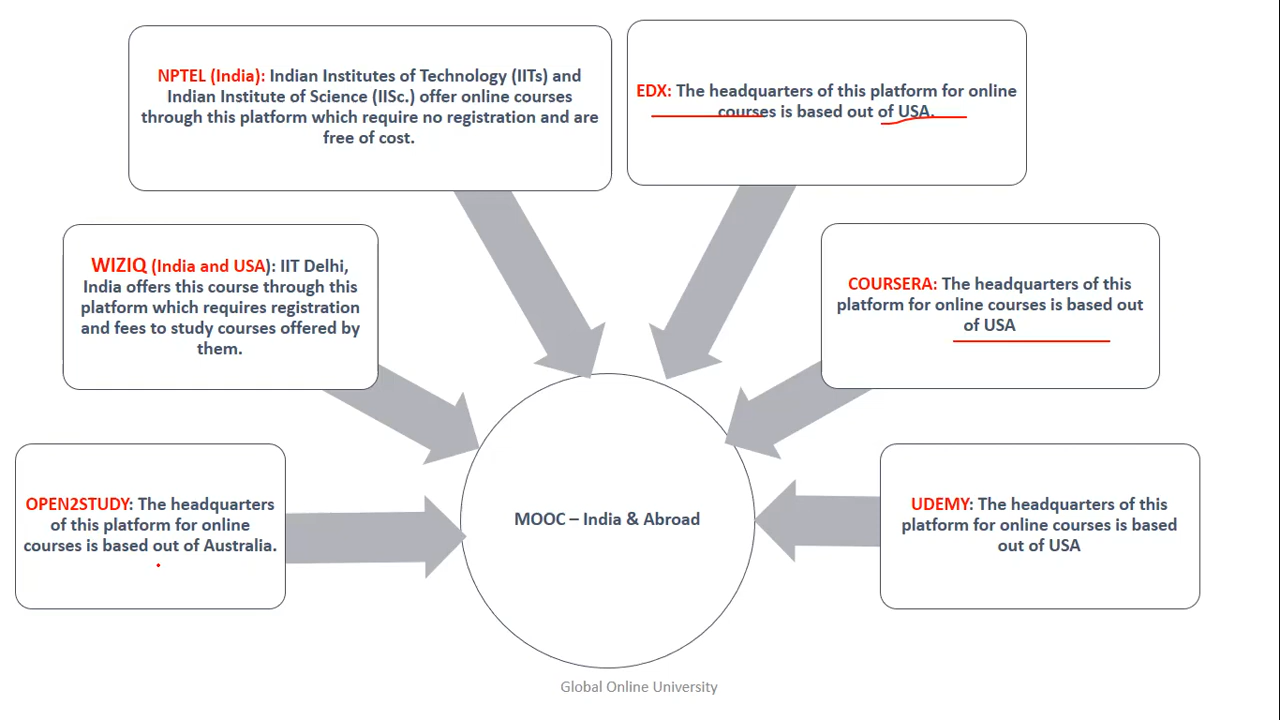 NPTEL (India): Indian Institutes of Technology (IITs) and
Indian Institute of Science (IISc.) offer online courses
through this platform which require no registration and are
free of cost.
EDX: The headquarters of this platform for online
courses is based out of USA.
WIZIQ (India and USA): IIT Delhi,
India offers this course through this
platform which requires registration
and fees to study courses offered by
them.
COURSERA: The headquarters of this
platform for online courses is based out
of USA
OPEN2STUDY: The headquarters
of this platform for online
courses is based out of Australia.
MOOC – India & Abroad
UDEMY: The headquarters of this
platform for online courses is based
out of USA
Global Online University